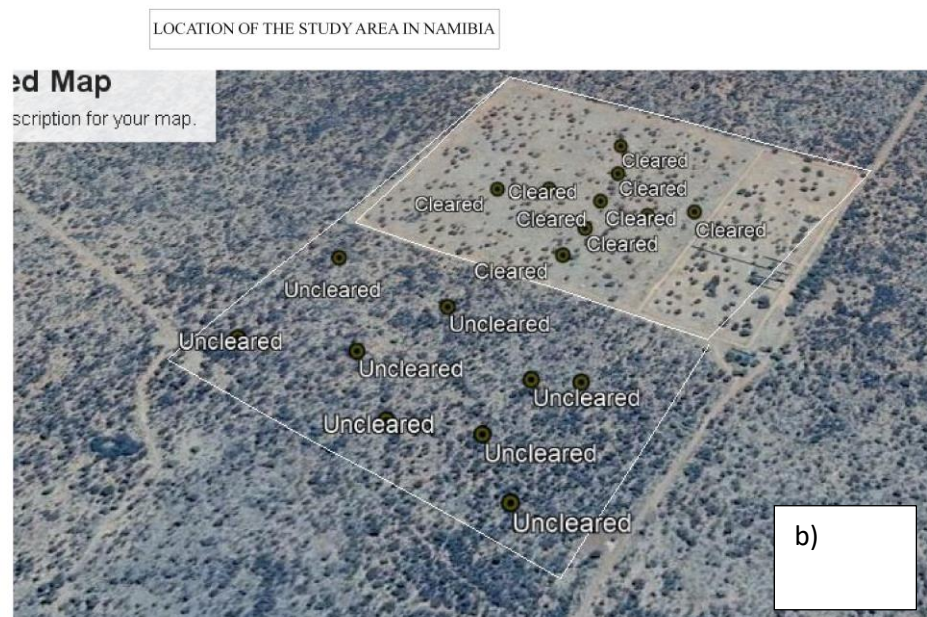 LOCATION OF THE STUDY AREA IN NAMIBIA
ed Map
scription for your map.
Cleared
Cleared
Cleared
Cleared
Cleared
Cleared
Cleared
Cleared
Cleared
Uncleared
Uncleared
Uncleared
Uncleared
Uncleared
Uncleared
Uncleared
Uncleared
b)